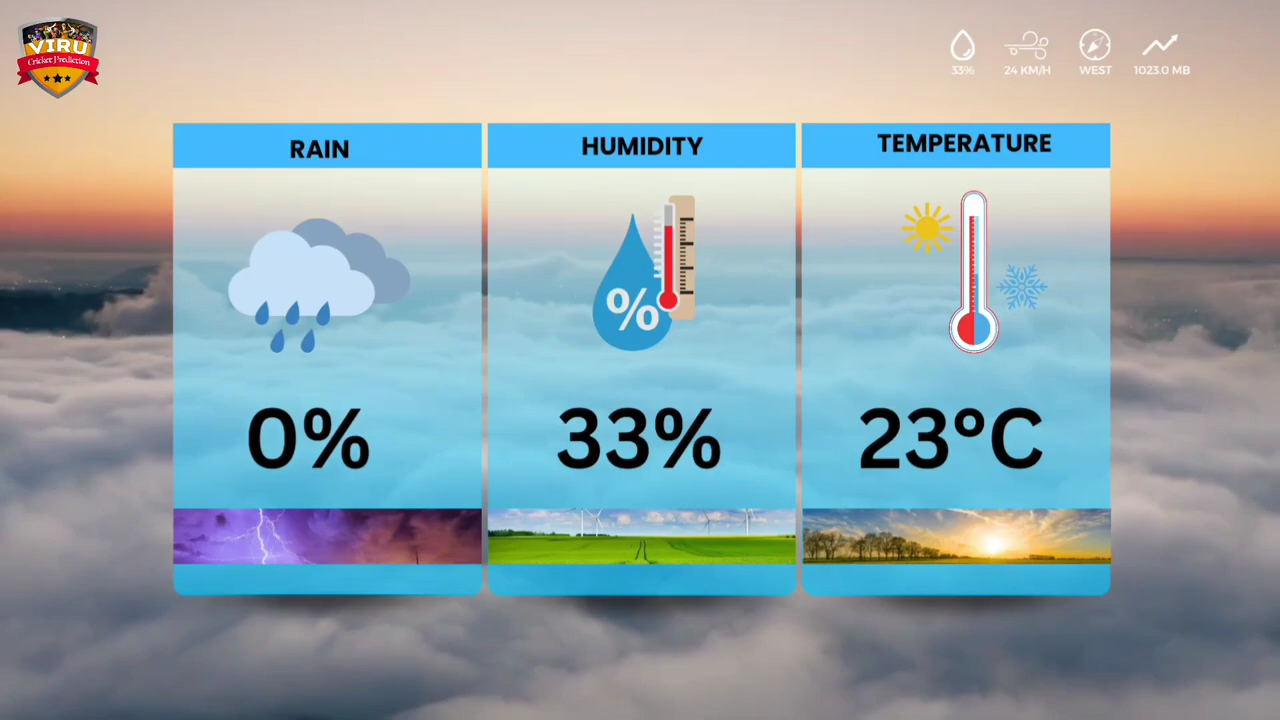 VIRU
Cricket Prediction
33%
24 KM/H
WEST
1023.0 MB
RAIN
HUMIDITY
TEMPERATURE
%
0%
33%
23°C